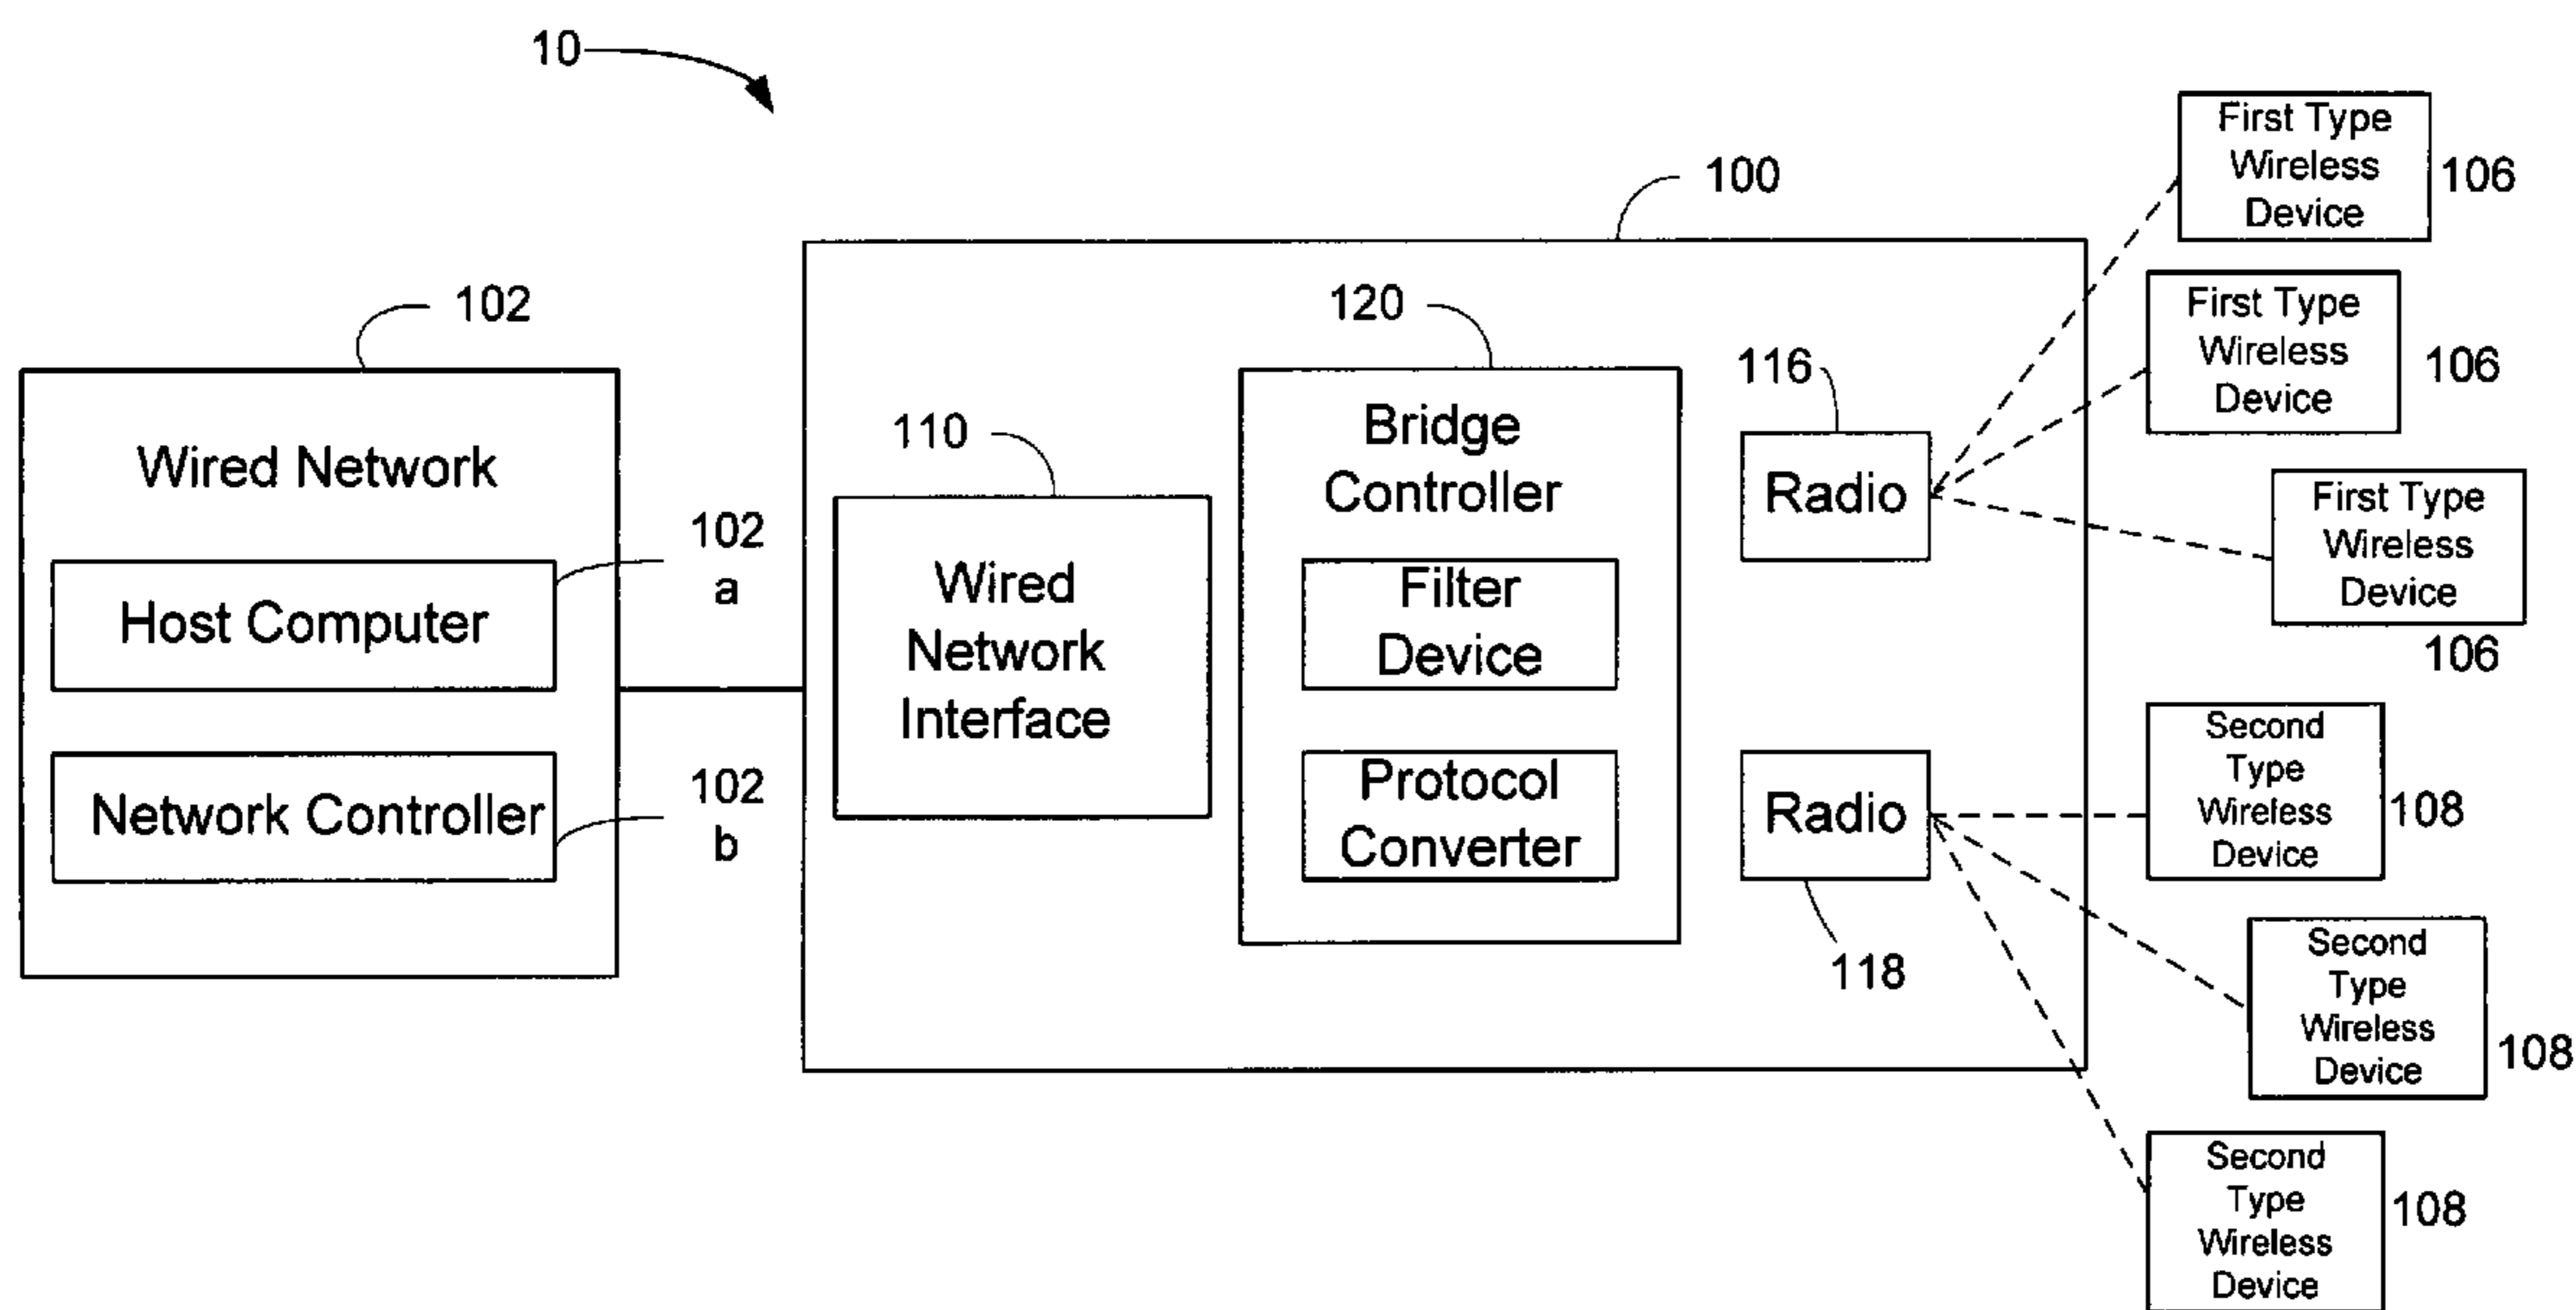 10
100
102
Wired Network
Host Computer
102
a
Network Controller
102
b
110
Wired
Network
Interface
120
Bridge
Controller
Filter
Device
Protocol
Converter
116
Radio
Radio
118
First Type
Wireless
Device
106
First Type
Wireless
Device
106
First Type
Wireless
Device
106
Second
Type
Wireless
Device
108
Second
Type
Wireless
Device
108
Second
Type
Wireless
Device
108